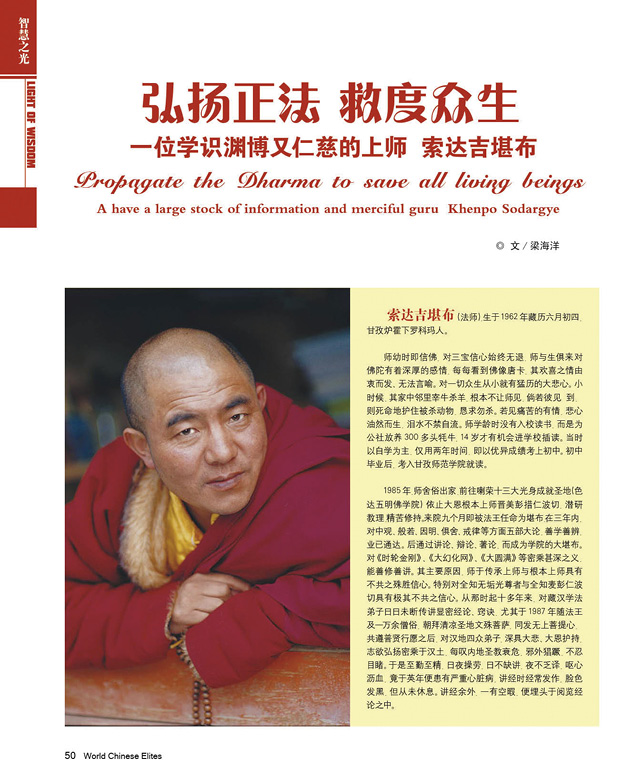 智慧之光
LIGHT OF WISDOM
弘扬正法 救度众生
一位学识渊博又仁慈的上师 索达吉堪布
Propagate the Dharma to save all living beings
A have a large stock of information and merciful guru Khenpo Sodargye
◎ 文/梁海洋
索达吉堪布(法师).生于1962年藏历六月初四,
甘孜炉霍下罗科玛人。
师幼时即信佛,对三宝信心始终无退,师与生俱来对
佛陀有着深厚的感情,每每看到佛像唐卡,其欢喜之情由
衷而发,无法言喻。对一切众生从小就有猛历的大悲心。小
时候,其家中邻里宰牛杀羊,根本不让师见,倘若彼见 到,
则死命地护住被杀动物,恳求勿杀。若见痛苦的有情,悲心
油然而生,泪水不禁自流。师学龄时没有入校读书,而是为
公社放养300多头牦牛,14岁才有机会进学校插读。当时
以自学为主,仅用两年时间,即以优异成绩考上初中。初中
毕业后,考入甘孜师范学院就读。
1985年,师舍俗出家,前往喇荣十三大光身成就圣地(色
达五明佛学院),依止大恩根本上师晋美彭措仁波切,潜研
教理,精苦修持。来院九个月即被法王任命为堪布,在三年内,
对中观、般若、因明、俱舍、戒律等方面五部大论,善学善辨,
业已通达。后通过讲论、辩论、著论,而成为学院的大堪布。
对《时轮金刚》、《大幻化网》、《大圆满》等密乘甚深之义,
能善修善讲。其主要原因,师于传承上师与根本上师具有
不共之殊胜信心。特别对全知无垢光尊者与全知麦彭仁波
切具有极其不共之信心。从那时起十多年来,对藏汉学法
弟子日日未断传讲显密经论、窍诀,尤其于1987年随法王
及一万余僧俗,朝拜清凉圣地文殊菩萨,同发无上菩提心,
共遵普贤行愿之后,对汉地四众弟子,深具大悲,大恩护持,
志欲弘扬密乘于汉土,每叹内地圣教衰危,邪外猖蹶,不忍
目睹。于是至勤至精,日夜操劳,日不缺讲,夜不乏译,呕心
沥血,竟于英年便患有严重心脏病,讲经时经常发作,脸色
发黑,但从未休息。讲经余外,一有空暇,便埋头于阅览经
论之中。
50 World Chinese Elites